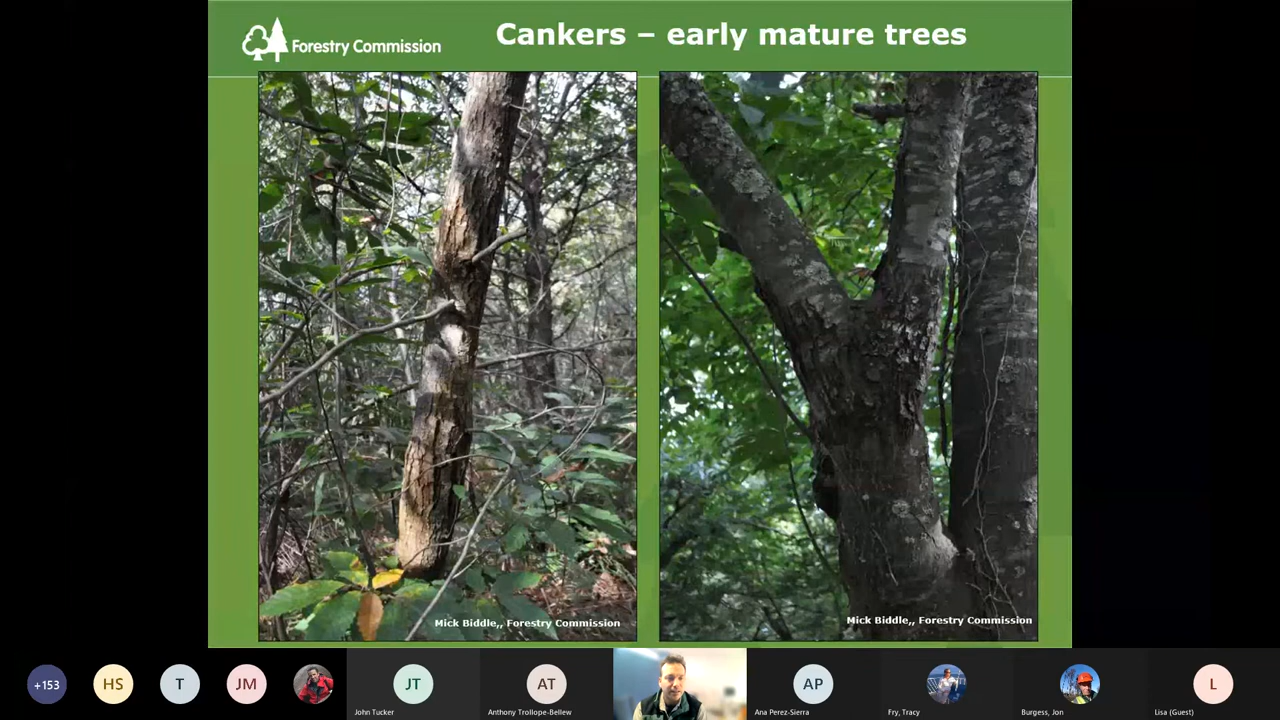 Forestry Commission
Cankers – early mature trees
Mick Biddle,, Forestry Commission
Mick Biddle,, Forestry Commission
+153
HS
T
JM
JT
John Tucker
AT
Anthony Trollope-Bellew
AP
Ana Perez-Sierra
Fry, Tracy
Burgess, Jon
L
Lisa (Guest)